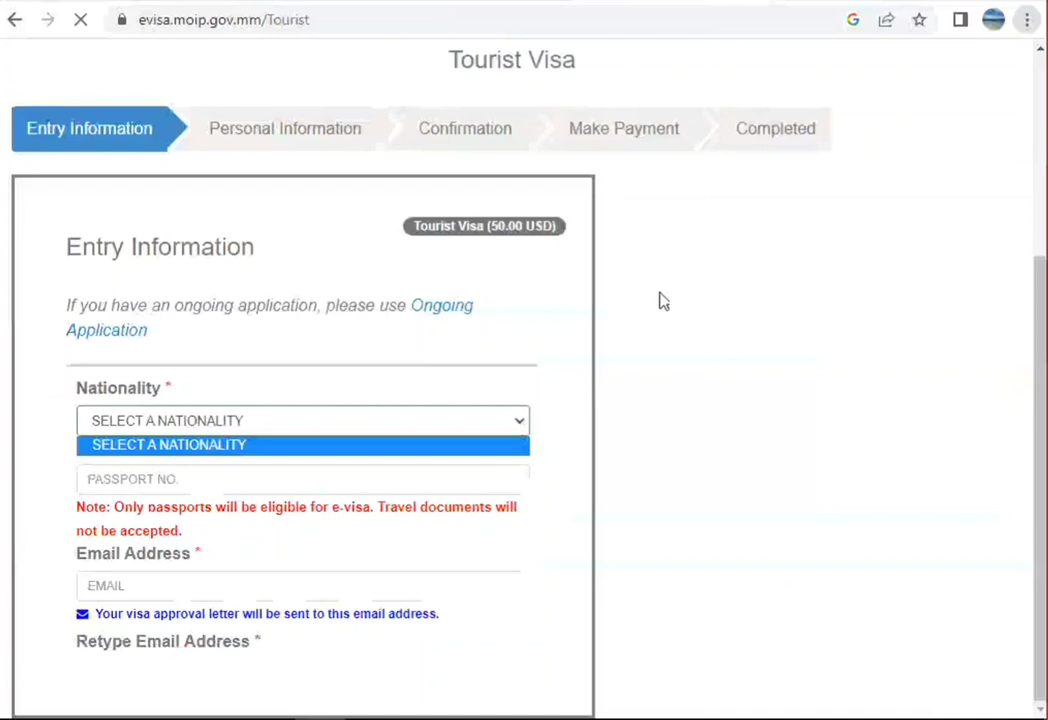 evisa.moip.gov.mm/Tourist
Tourist Visa
Entry Information
Personal Information
Confirmation
Make Payment
Completed
Tourist Visa (50.00 USD)
Entry Information
If you have an ongoing application, please use Ongoing
Application
Nationality *
SELECT A NATIONALITY
SELECT A NATIONALITY
PASSPORT NO.
Note: Only passports will be eligible for e-visa. Travel documents will
not be accepted.
Email Address *
EMAIL
Your visa approval letter will be sent to this email address.
Retype Email Address *